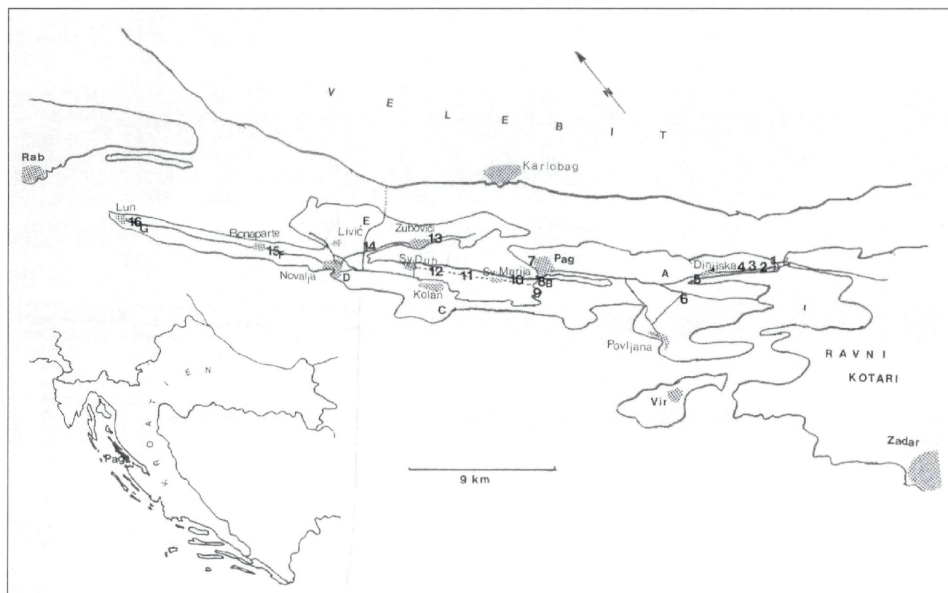 N
V E L E B I T
Karlobag
Rab
Lun
16
G
Bonaparte
15
F
Livić
E
14
Zubovići
13
Novalja
D
Sv. Duh
12
11
Sv. Marija
10
Kolan
C
7
Pag
8
B
9
A
Dinjiska
4 3 2 1
5
6
Povljana
RAVNI
KOTARI
Vir
Zadar
9 km
KROATIEN
Pag